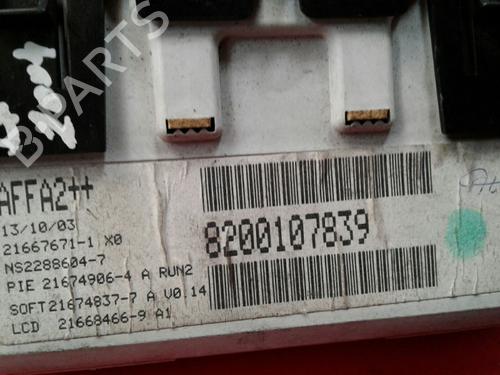 BPARTS
AFFA2++
13/10/03
21667671-1 X0
NS2288604-7
PIE 21674906-4 A RUN2
SOFT21674837-7 A V0.14
LCD 21668466-9 A1
8200107839